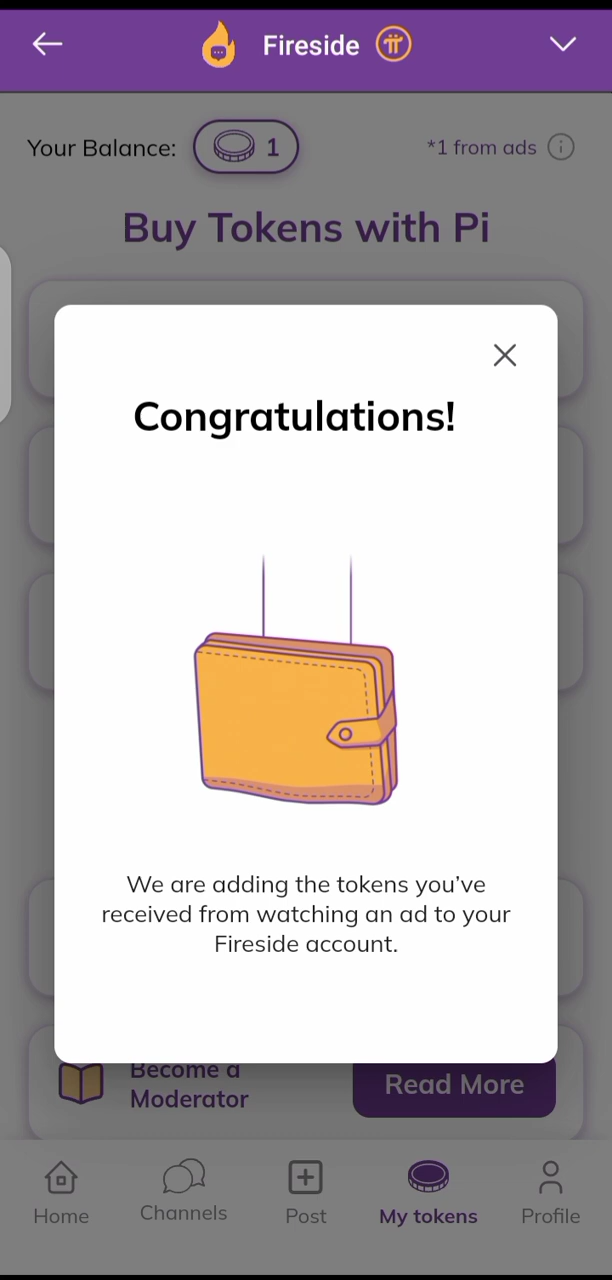 Fireside
Your Balance: 1
*1 from ads
Buy Tokens with Pi
Congratulations!
We are adding the tokens you’ve
received from watching an ad to your
Fireside account.
Become a
Moderator
Read More
Home
Channels
Post
My tokens
Profile